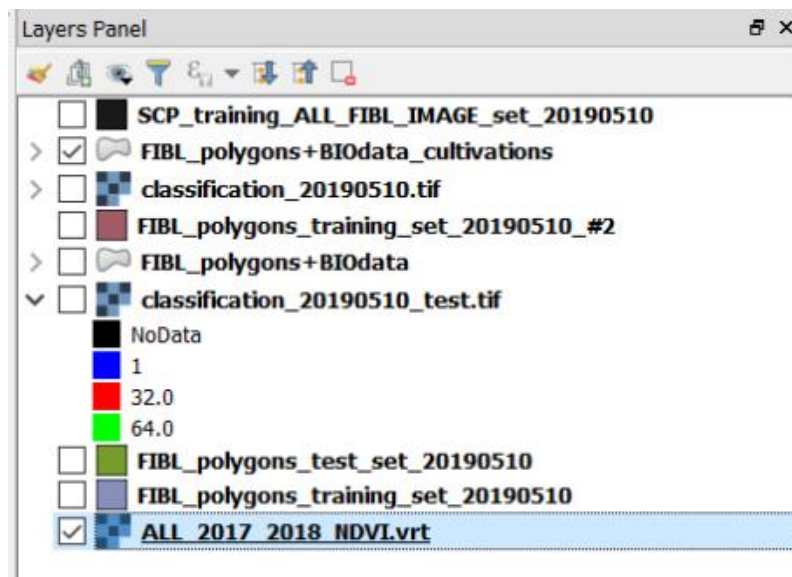 Layers Panel
SCP_training_ALL_FIBL_IMAGE_set_20190510
FIBL_polygons+BIOdata_cultivations
classification_20190510.tif
FIBL_polygons_training_set_20190510_#2
FIBL_polygons+BIOdata
classification_20190510_test.tif
NoData
1
32.0
64.0
FIBL_polygons_test_set_20190510
FIBL_polygons_training_set_20190510
ALL_2017_2018_NDVI.vrt